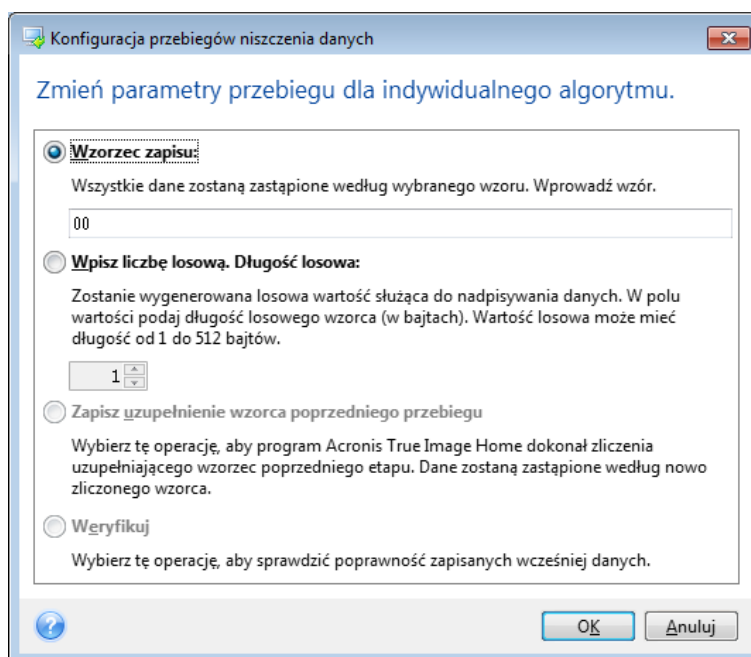 Konfiguracja przebiegów niszczenia danych
Zmień parametry przebiegu dla indywidualnego algorytmu.
Wzorzec zapisu:
Wszystkie dane zostaną zastąpione według wybranego wzoru. Wprowadź wzór.
00
Wpisz liczbę losową. Długość losowa:
Zostanie wygenerowana losowa wartość służąca do nadpisywania danych. W polu
wartości podaj długość losowego wzorca (w bajtach). Wartość losowa może mieć
długość od 1 do 512 bajtów.
1
Zapisz uzupełnienie wzorca poprzedniego przebiegu
Wybierz tę operację, aby program Acronis True Image Home dokonał zliczenia
uzupełniającego wzorzec poprzedniego etapu. Dane zostaną zastąpione według nowo
zliczonego wzorca.
Weryfikuj
Wybierz tę operację, aby sprawdzić poprawność zapisanych wcześniej danych.
?
OK
Anuluj